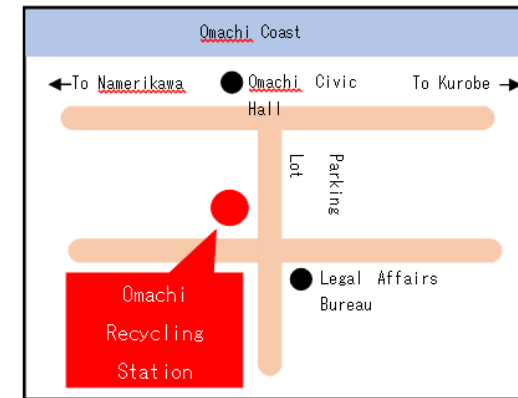 Omachi Coast
←To Namerikawa
Omachi Civic
Hall
To Kurobe →
Parking
Lot
Legal Affairs
Bureau
Omachi
Recycling
Station